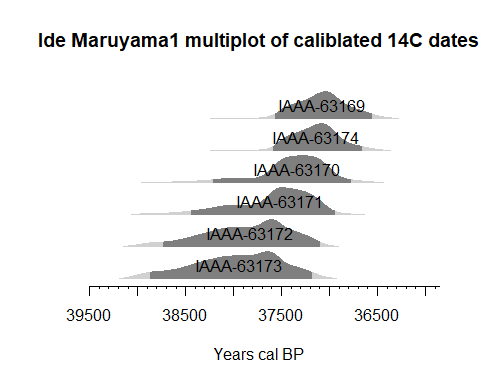 Ide Maruyama1 multiplot of caliblated 14C dates
IAAA-63169
IAAA-63174
IAAA-63170
IAAA-63171
IAAA-63172
IAAA-63173
39500 38500 37500 36500
Years cal BP